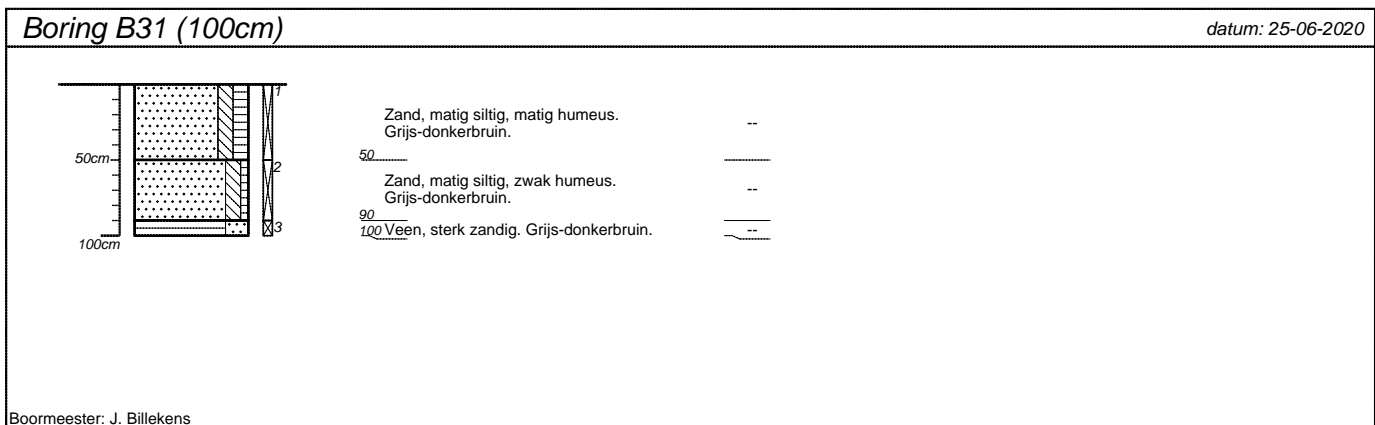 Boring B31 (100cm)
datum: 25-06-2020
1
Zand, matig siltig, matig humeus.
Grijs-donkerbruin.
--
50cm
50
2
Zand, matig siltig, zwak humeus.
Grijs-donkerbruin.
--
90
3
100 Veen, sterk zandig. Grijs-donkerbruin.
--
100cm
Boormeester: J. Billekens